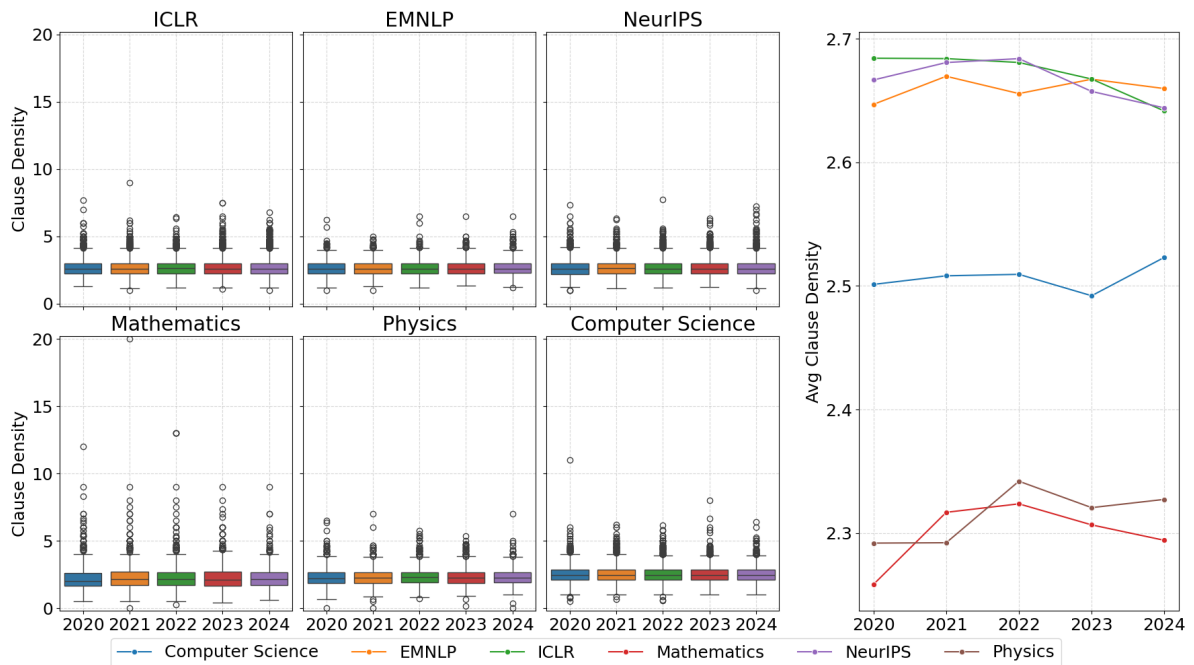 ICLR EMNLP NeurIPS
20
15
10
5
0
Clause Density
Mathematics Physics Computer Science
20
15
10
5
0
Clause Density
2020 2021 2022 2023 2024 2020 2021 2022 2023 2024 2020 2021 2022 2023 2024
2.7
2.6
2.5
2.4
2.3
Avg Clause Density
2020 2021 2022 2023 2024
Computer Science EMNLP ICLR Mathematics NeurIPS Physics